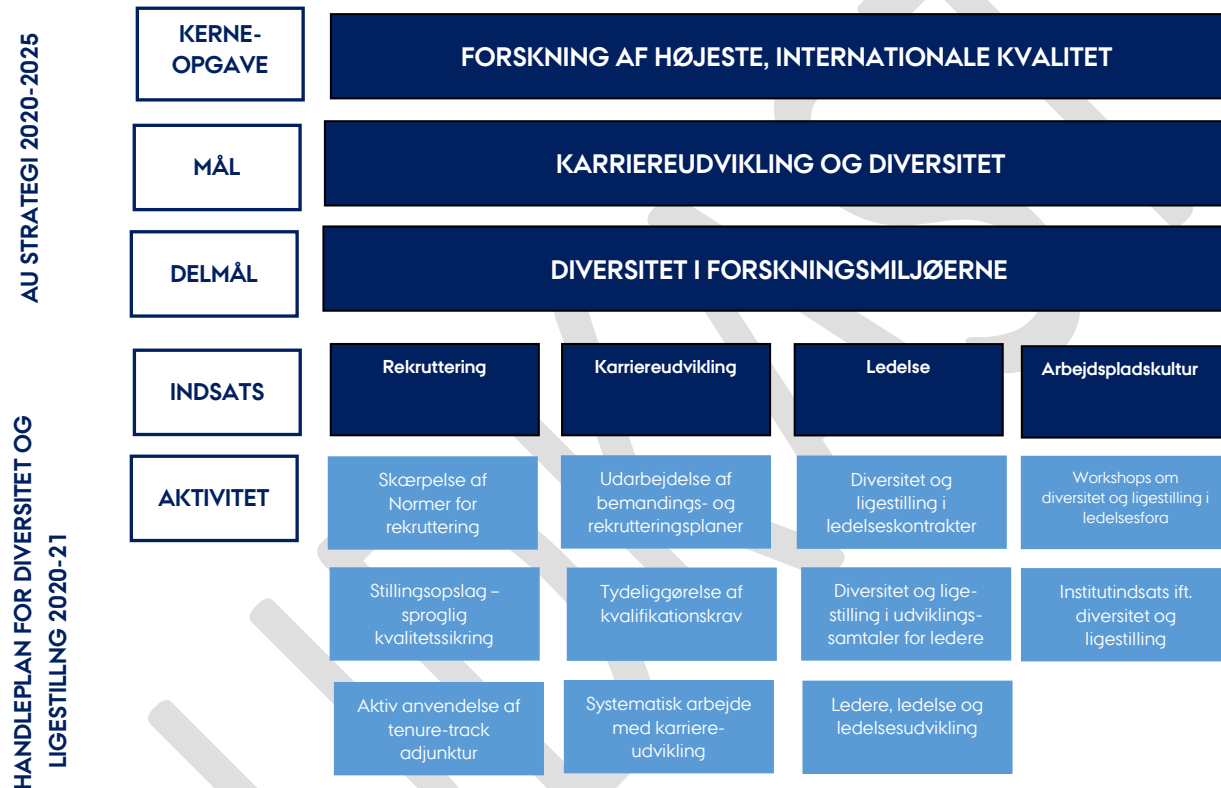 AU STRATEGI 2020-2025
KERNE-
OPGAVE
FORSKNING AF HØJESTE, INTERNATIONALE KVALITET
MÅL
KARRIEREUDVIKLING OG DIVERSITET
DELMÅL
DIVERSITET I FORSKNINGSMILJØERNE
HANDLEPLAN FOR DIVERSITET OG
LIGESTILLNG 2020-21
INDSATS
Rekruttering
Karriereudvikling
Ledelse
Arbejdspladskultur
AKTIVITET
Skærpelse af
Normer for
rekruttering
Udarbejdelse af
bemandings- og
rekrutteringsplaner
Diversitet og
ligestilling i
ledelseskontrakter
Workshops om
diversitet og ligestilling i
ledelsesfora
Stillingsopslag –
sproglig
kvalitetssikring
Tydeliggørelse af
kvalifikationskrav
Diversitet og lige-
stilling i udviklings-
samtaler for ledere
Institutindsats ift.
diversitet og
ligestilling
Aktiv anvendelse af
tenure-track
adjunktur
Systematisk arbejde
med karriere-
udvikling
Ledere, ledelse og
ledelsesudvikling